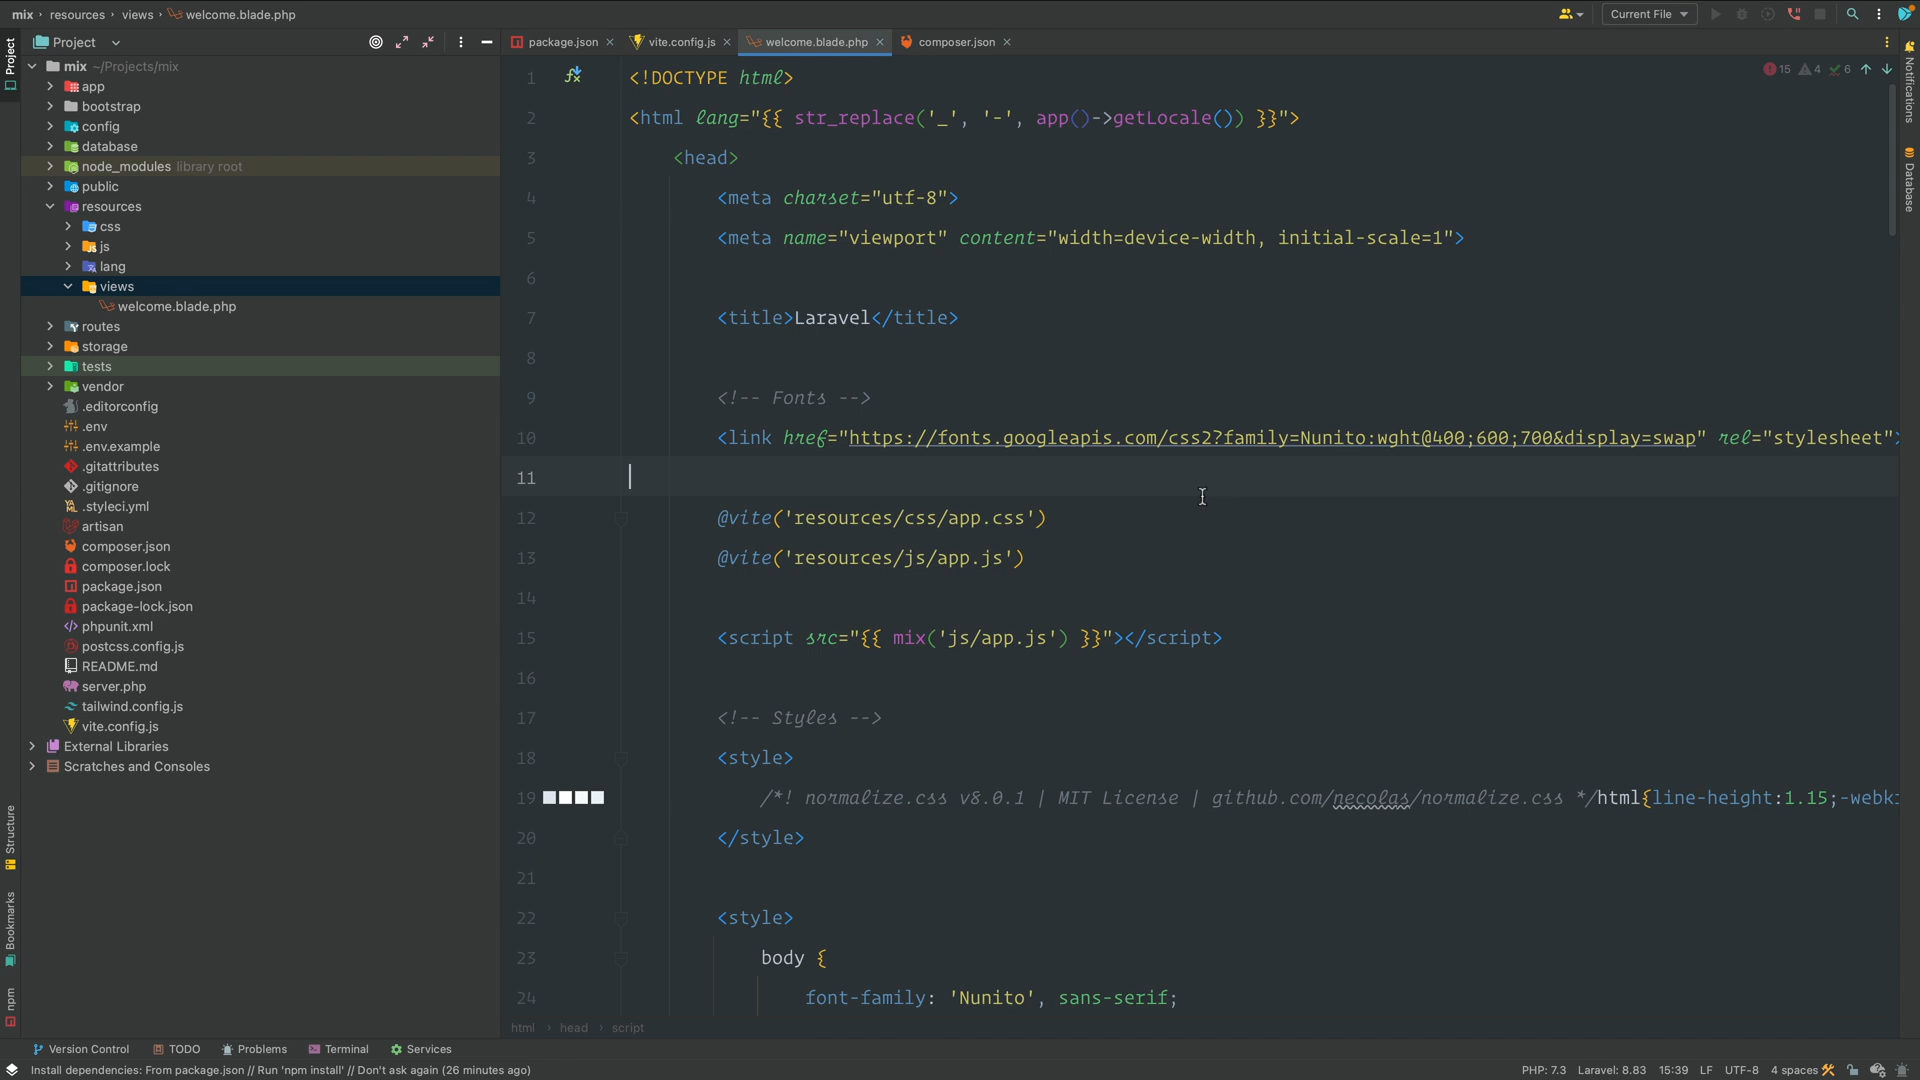 mix › resources › views › welcome.blade.php
Current File
Project
package.json
vite.config.js
welcome.blade.php
composer.json
Project
mix ~/Projects/mix
app
bootstrap
config
database
node_modules library root
public
resources
css
js
lang
views
welcome.blade.php
routes
storage
tests
vendor
.editorconfig
.env
.env.example
.gitattributes
.gitignore
.styleci.yml
artisan
composer.json
composer.lock
package.json
package-lock.json
phpunit.xml
postcss.config.js
README.md
server.php
tailwind.config.js
vite.config.js
External Libraries
Scratches and Consoles
Structure
Bookmarks
npm
15 4 6
1 <!DOCTYPE html>
2 <html lang="{{ str_replace('_', '-', app()->getLocale()) }}">
3 <head>
4 <meta charset="utf-8">
5 <meta name="viewport" content="width=device-width, initial-scale=1">
6
7 <title>Laravel</title>
8
9 <!-- Fonts -->
10 <link href="https://fonts.googleapis.com/css2?family=Nunito:wght@400;600;700&display=swap" rel="stylesheet">
11
12 @vite('resources/css/app.css')
13 @vite('resources/js/app.js')
14
15 <script src="{{ mix('js/app.js') }}"></script>
16
17 <!-- Styles -->
18 <style>
19 /*! normalize.css v8.0.1 | MIT License | github.com/necolas/normalize.css */html{line-height:1.15;-webki
20 </style>
21
22 <style>
23 body {
24 font-family: 'Nunito', sans-serif;
html › head › script
Notifications
Database
Version Control
TODO
Problems
Terminal
Services
Install dependencies: From package.json // Run 'npm install' // Don't ask again (26 minutes ago)
PHP: 7.3 Laravel: 8.83 15:39 LF UTF-8 4 spaces